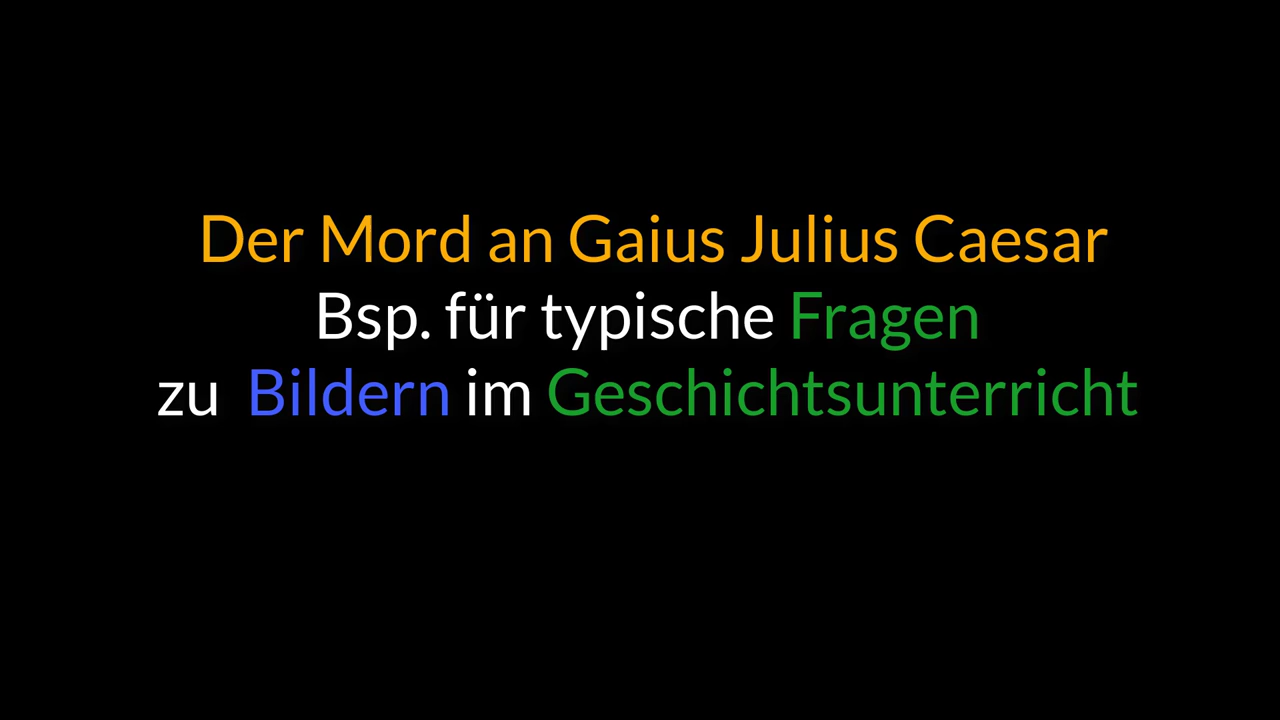 Der Mord an Gaius Julius Caesar
Bsp. für typische Fragen
zu Bildern im Geschichtsunterricht